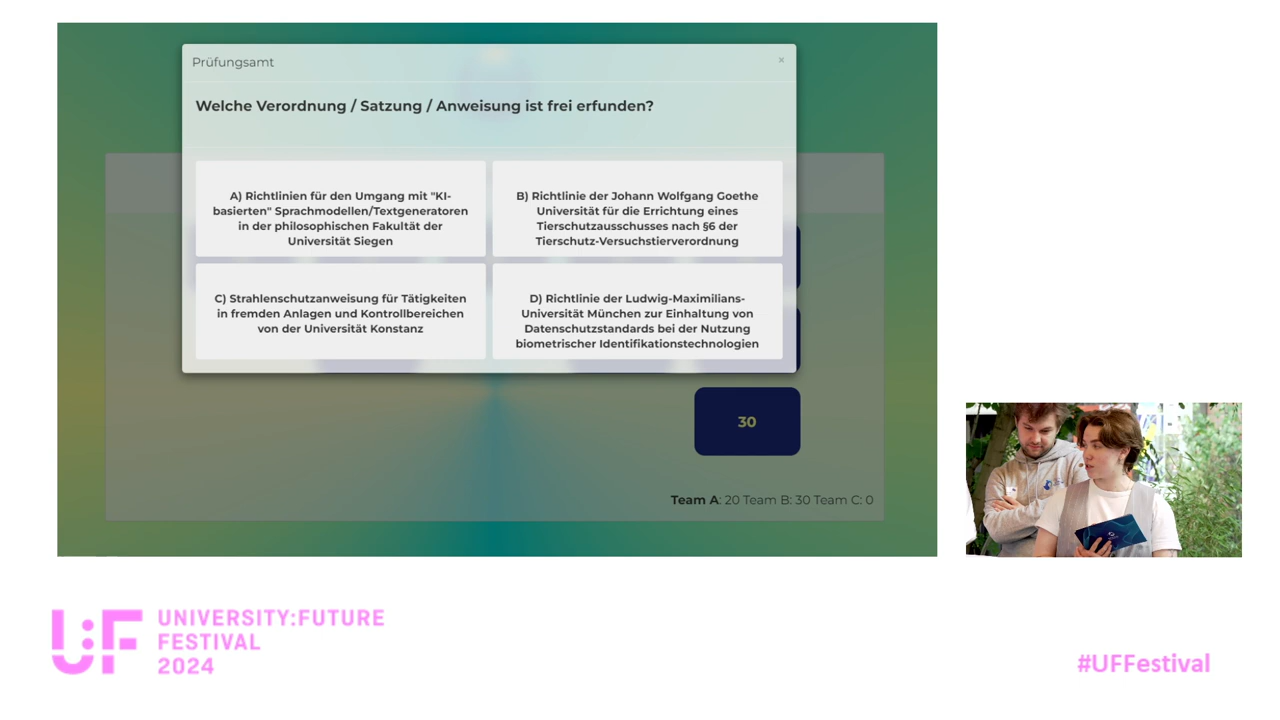 Prüfungsamt
×
Welche Verordnung / Satzung / Anweisung ist frei erfunden?
A) Richtlinien für den Umgang mit "KI-
basierten" Sprachmodellen/Textgeneratoren
in der philosophischen Fakultät der
Universität Siegen
B) Richtlinie der Johann Wolfgang Goethe
Universität für die Errichtung eines
Tierschutzausschusses nach §6 der
Tierschutz-Versuchstierverordnung
C) Strahlenschutzanweisung für Tätigkeiten
in fremden Anlagen und Kontrollbereichen
von der Universität Konstanz
D) Richtlinie der Ludwig-Maximilians-
Universität München zur Einhaltung von
Datenschutzstandards bei der Nutzung
biometrischer Identifikationstechnologien
30
Team A: 20 Team B: 30 Team C: 0
U:F UNIVERSITY:FUTURE
FESTIVAL
2024
#UFFestival